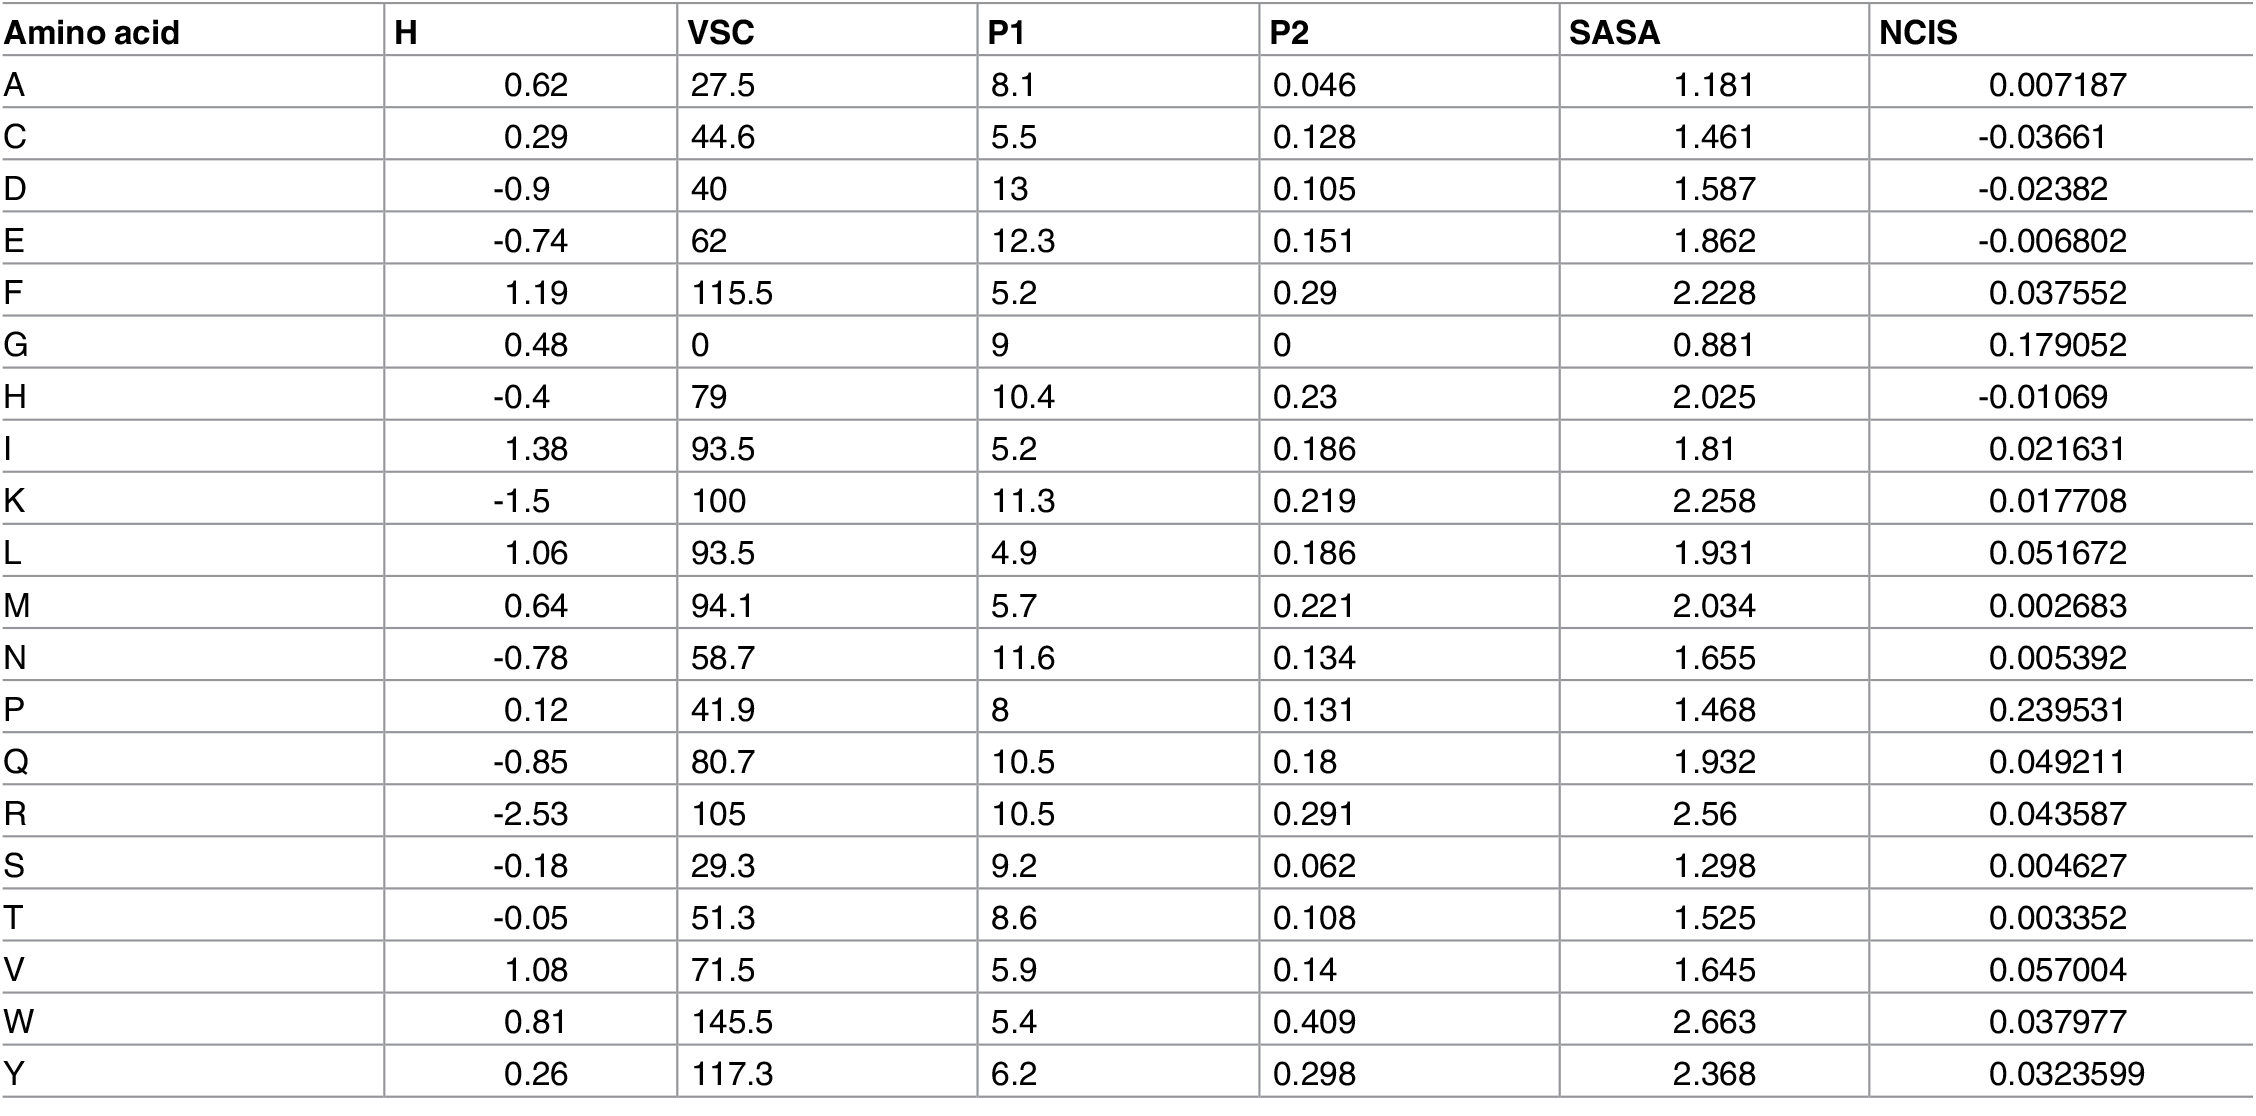 Amino acid H VSC P1 P2 SASA NCIS
A 0.62 27.5 8.1 0.046 1.181 0.007187
C 0.29 44.6 5.5 0.128 1.461 -0.03661
D -0.9 40 13 0.105 1.587 -0.02382
E -0.74 62 12.3 0.151 1.862 -0.006802
F 1.19 115.5 5.2 0.29 2.228 0.037552
G 0.48 0 9 0 0.881 0.179052
H -0.4 79 10.4 0.23 2.025 -0.01069
I 1.38 93.5 5.2 0.186 1.81 0.021631
K -1.5 100 11.3 0.219 2.258 0.017708
L 1.06 93.5 4.9 0.186 1.931 0.051672
M 0.64 94.1 5.7 0.221 2.034 0.002683
N -0.78 58.7 11.6 0.134 1.655 0.005392
P 0.12 41.9 8 0.131 1.468 0.239531
Q -0.85 80.7 10.5 0.18 1.932 0.049211
R -2.53 105 10.5 0.291 2.56 0.043587
S -0.18 29.3 9.2 0.062 1.298 0.004627
T -0.05 51.3 8.6 0.108 1.525 0.003352
V 1.08 71.5 5.9 0.14 1.645 0.057004
W 0.81 145.5 5.4 0.409 2.663 0.037977
Y 0.26 117.3 6.2 0.298 2.368 0.0323599